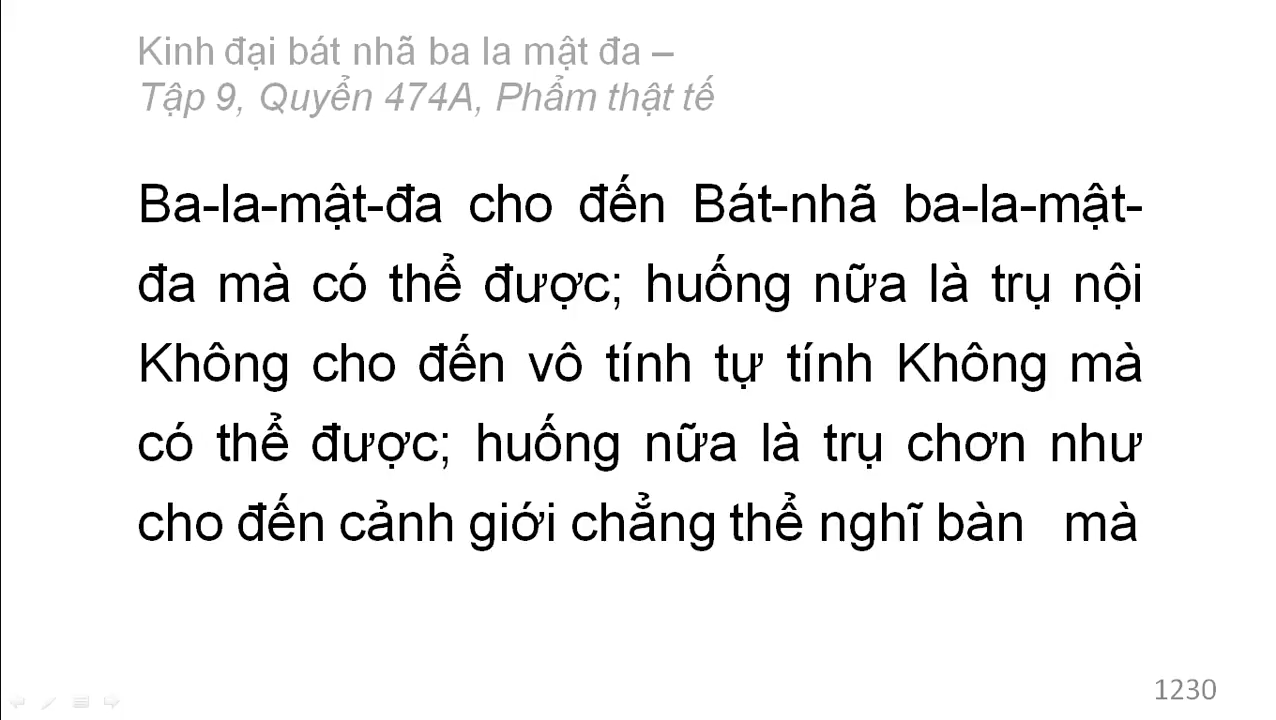 Kinh đại bát nhã ba la mật đa –
Tập 9, Quyển 474A, Phẩm thật tế
Ba-la-mật-đa cho đến Bát-nhã ba-la-mật-
đa mà có thể được; huống nữa là trụ nội
Không cho đến vô tính tự tính Không mà
có thể được; huống nữa là trụ chơn như
cho đến cảnh giới chẳng thể nghĩ bàn mà
1230